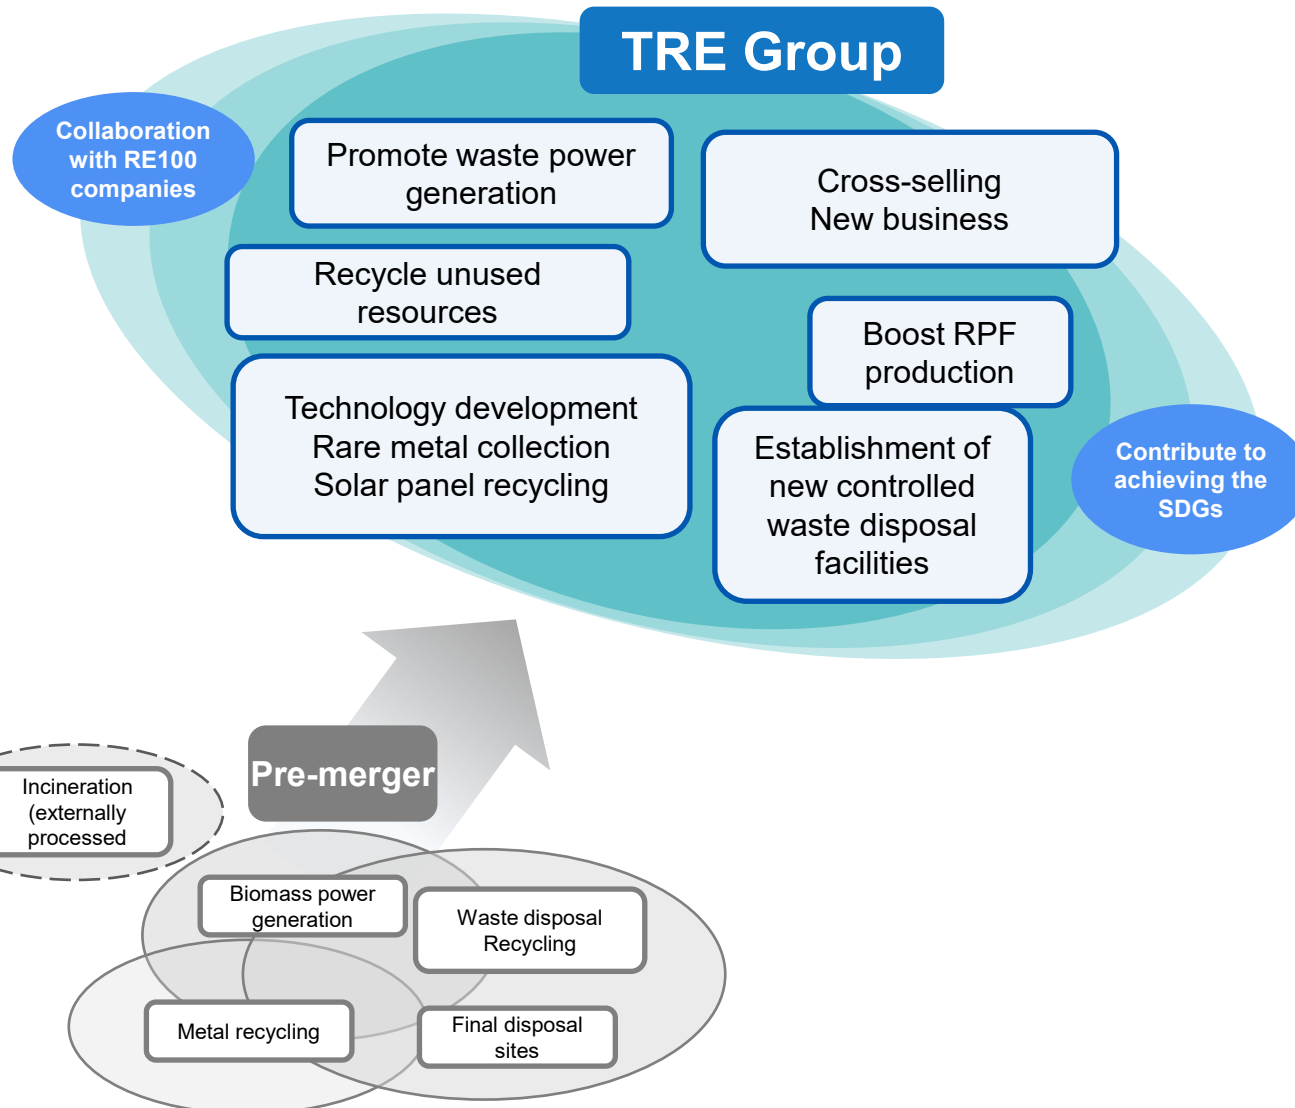 TRE Group
Collaboration
with RE100
companies
Promote waste power
generation
Cross-selling
New business
Recycle unused
resources
Boost RPF
production
Technology development
Rare metal collection
Solar panel recycling
Establishment of
new controlled
waste disposal
facilities
Contribute to
achieving the
SDGs
Pre-merger
Incineration
(externally
processed
Biomass power
generation
Waste disposal
Recycling
Metal recycling
Final disposal
sites